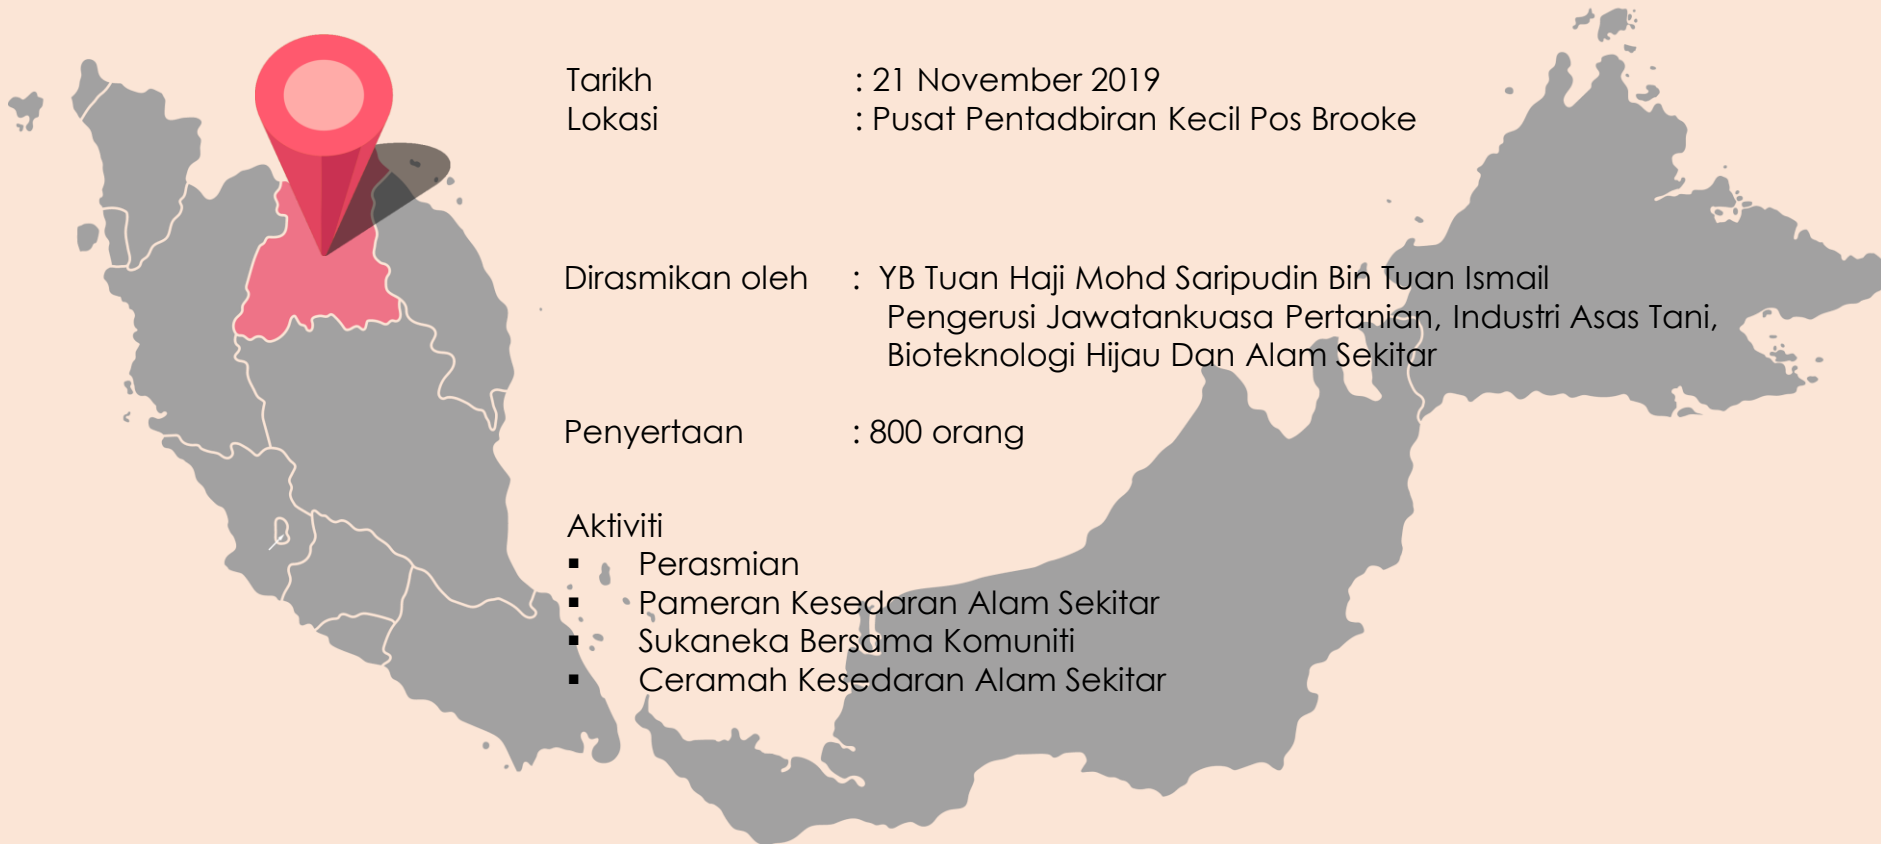 Tarikh : 21 November 2019
Lokasi : Pusat Pentadbiran Kecil Pos Brooke
Dirasmikan oleh : YB Tuan Haji Mohd Saripudin Bin Tuan Ismail
Pengerusi Jawatankuasa Pertanian, Industri Asas Tani,
Bioteknologi Hijau Dan Alam Sekitar
Penyertaan : 800 orang
Aktiviti
▪ Perasmian
▪ Pameran Kesedaran Alam Sekitar
▪ Sukaneka Bersama Komuniti
▪ Ceramah Kesedaran Alam Sekitar